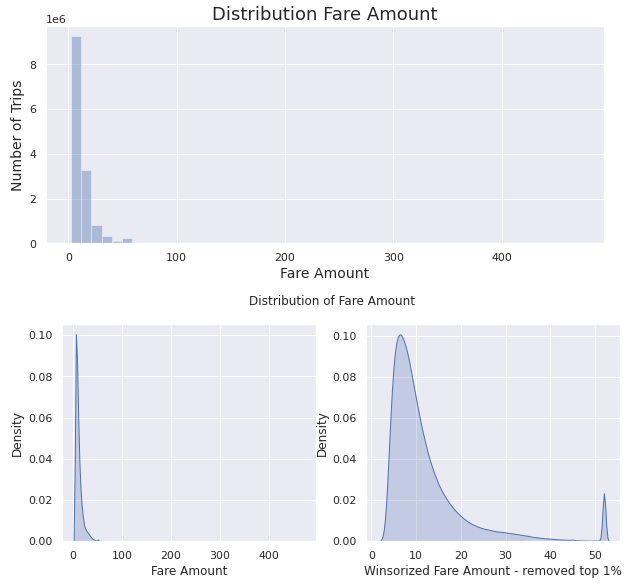 Distribution Fare Amount
1e6
8
6
4
2
0
Number of Trips
0 100 200 300 400
Fare Amount
Distribution of Fare Amount
0.10
0.08
0.06
0.04
0.02
0.00
Density
0 100 200 300 400
Fare Amount
0.10
0.08
0.06
0.04
0.02
0.00
Density
0 10 20 30 40 50
Winsorized Fare Amount - removed top 1%